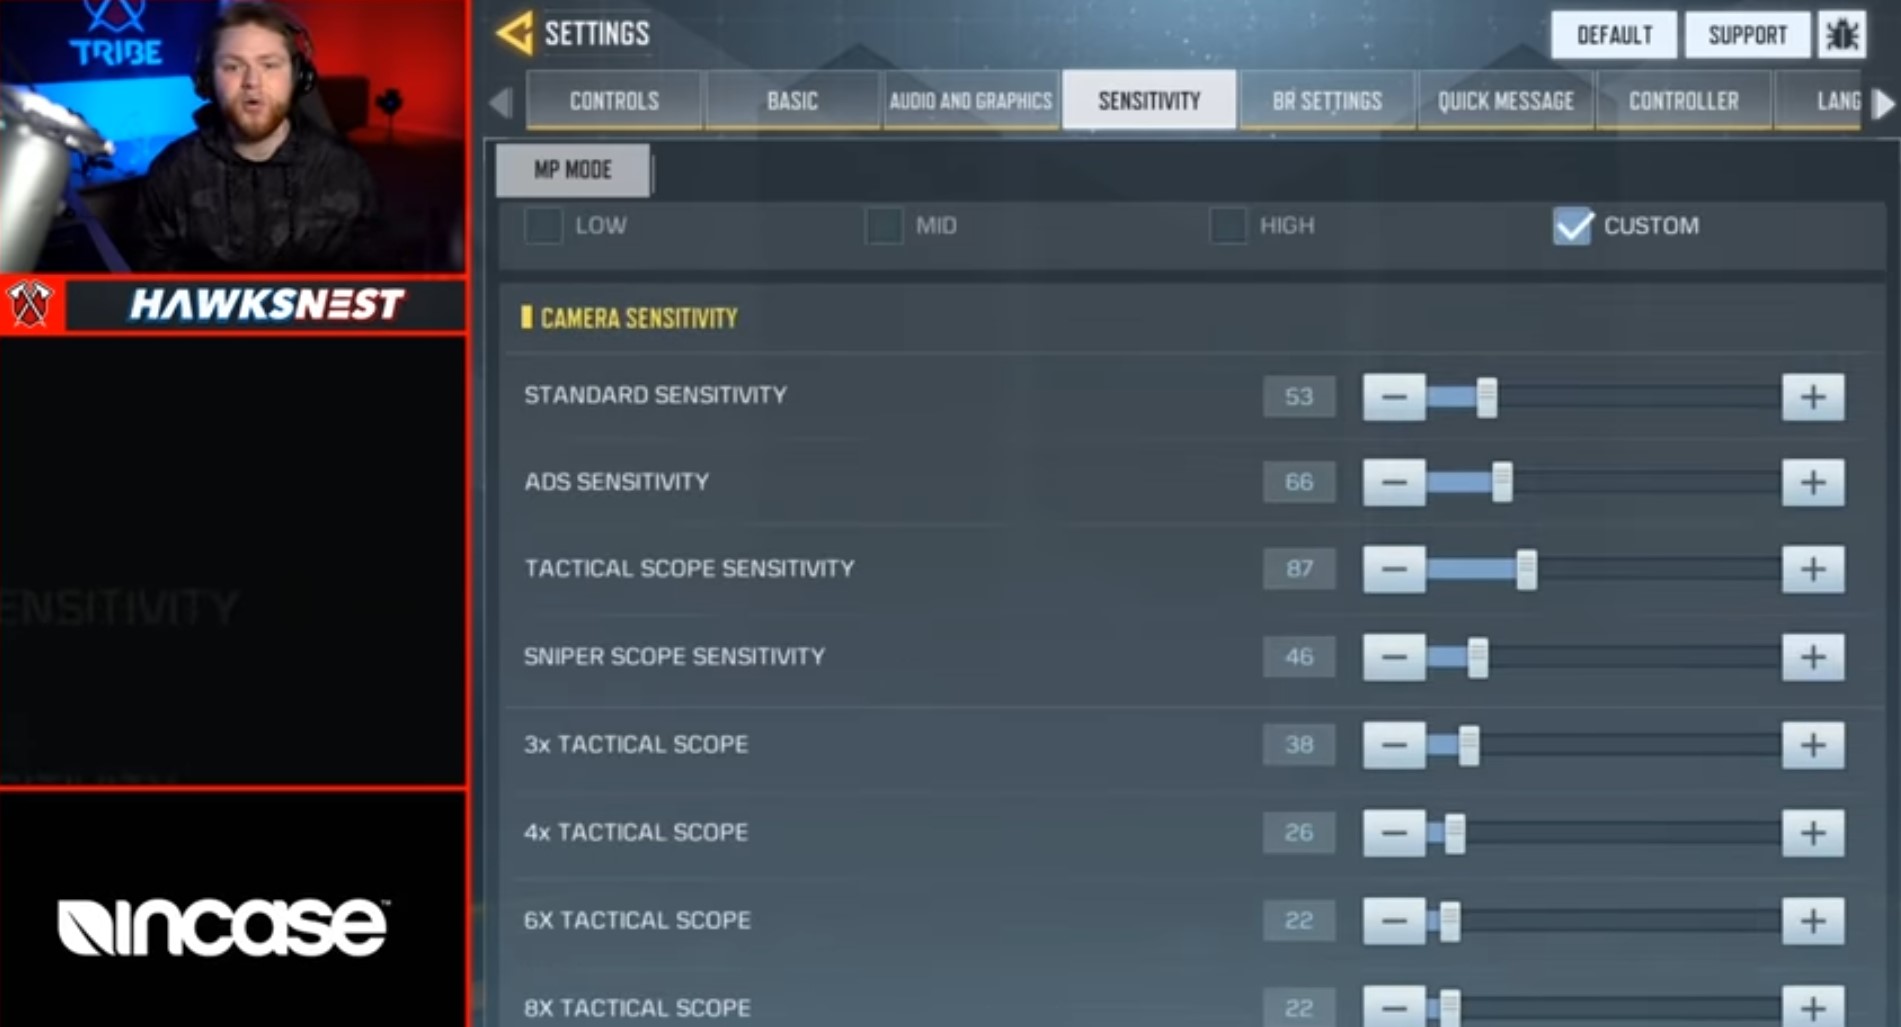 TRIBE
HAWKSNEST
ENSITIVITY
incase™
SETTINGS
DEFAULT
SUPPORT
CONTROLS
BASIC
AUDIO AND GRAPHICS
SENSITIVITY
BR SETTINGS
QUICK MESSAGE
CONTROLLER
LANG
MP MODE
LOW
MID
HIGH
CUSTOM
CAMERA SENSITIVITY
STANDARD SENSITIVITY 53 − +
ADS SENSITIVITY 66 − +
TACTICAL SCOPE SENSITIVITY 87 − +
SNIPER SCOPE SENSITIVITY 46 − +
3x TACTICAL SCOPE 38 − +
4x TACTICAL SCOPE 26 − +
6X TACTICAL SCOPE 22 − +
8X TACTICAL SCOPE 22 − +